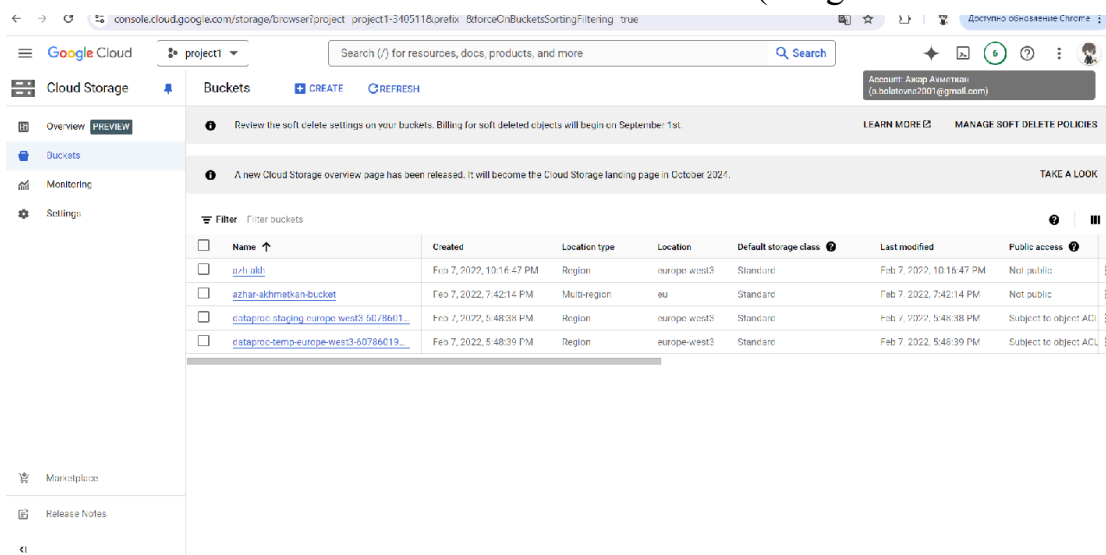 console.cloud.google.com/storage/browser?project project1-340511&prefix &forceOnBucketsSortingFiltering true
Доступно обновление Chrome
Google Cloud
project1
Search (/) for resources, docs, products, and more
Search
6
Cloud Storage
Buckets
CREATE
REFRESH
Account: Ажар Ахметкан
(a.bolatovna2001@gmail.com)
Overview PREVIEW
Review the soft delete settings on your buckets. Billing for soft deleted objects will begin on September 1st.
LEARN MORE
MANAGE SOFT DELETE POLICIES
Buckets
Monitoring
A new Cloud Storage overview page has been released. It will become the Cloud Storage landing page in October 2024.
TAKE A LOOK
Settings
Filter Filter buckets
Name Created Location type Location Default storage class Last modified Public access
azh-akh Feb 7, 2022, 10:16:47 PM Region europe-west3 Standard Feb 7, 2022, 10:16:47 PM Not public
azhar-akhmetkan-bucket Feb 7, 2022, 7:42:14 PM Multi-region eu Standard Feb 7, 2022, 7:42:14 PM Not public
dataproc-staging-europe-west3-6078601... Feb 7, 2022, 5:48:38 PM Region europe-west3 Standard Feb 7, 2022, 5:48:38 PM Subject to object ACL
dataproc-temp-europe-west3-60786019... Feb 7, 2022, 5:48:39 PM Region europe-west3 Standard Feb 7, 2022, 5:48:39 PM Subject to object ACL
Marketplace
Release Notes